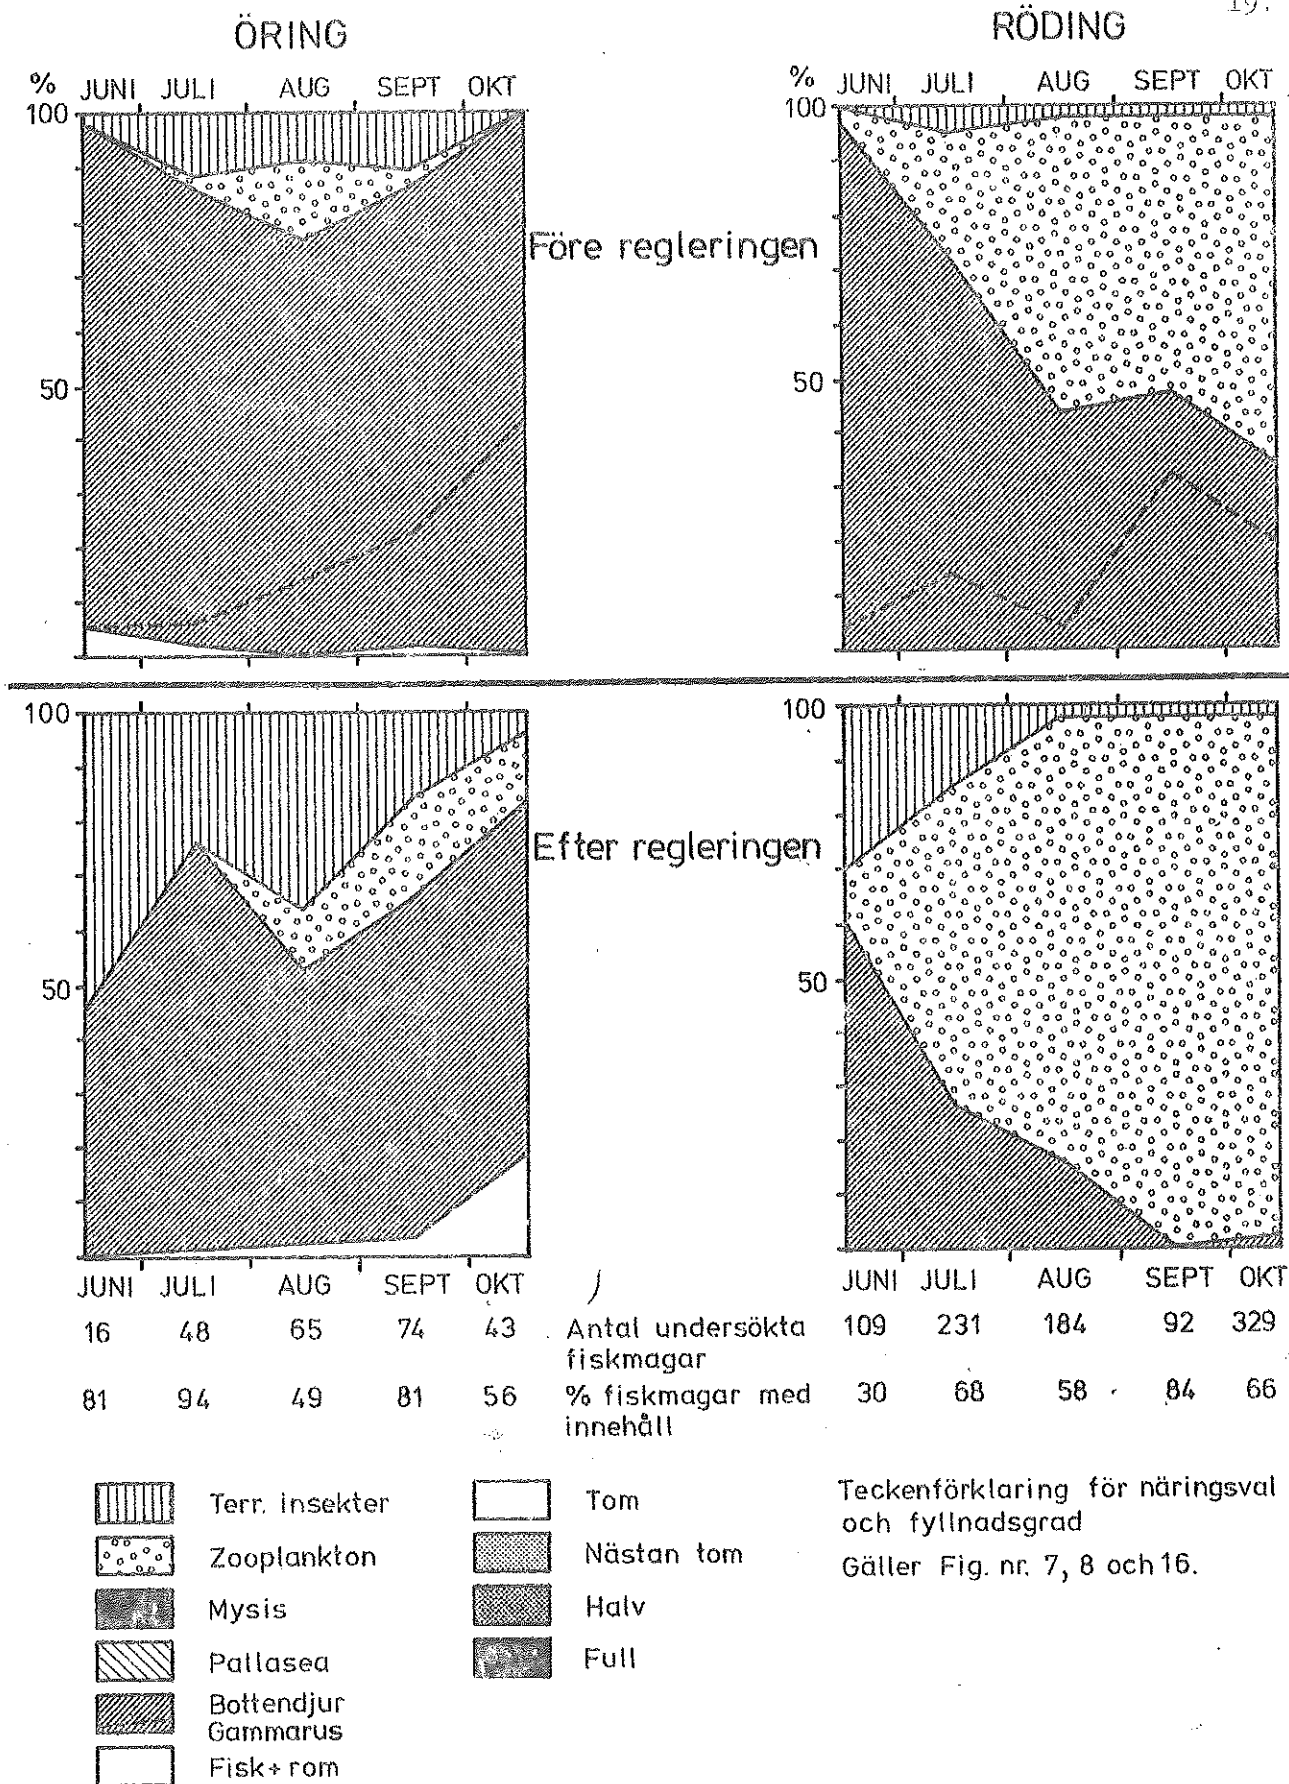 19.
ÖRING
RÖDING
% JUNI JULI AUG SEPT OKT
% JUNI JULI AUG SEPT OKT
100
100
Före regleringen
50
50
100
100
Efter regleringen
50
50
JUNI JULI AUG SEPT OKT
JUNI JULI AUG SEPT OKT
16 48 65 74 43 Antal undersökta 109 231 184 92 329
fiskmagar
81 94 49 81 56 % fiskmagar med 30 68 58 84 66
innehåll
Terr. insekter
Zooplankton
Mysis
Pallasea
Bottendjur
Gammarus
Fisk + rom
Tom
Nästan tom
Halv
Full
Teckenförklaring för näringsval
och fyllnadsgrad
Gäller Fig. nr. 7, 8 och 16.